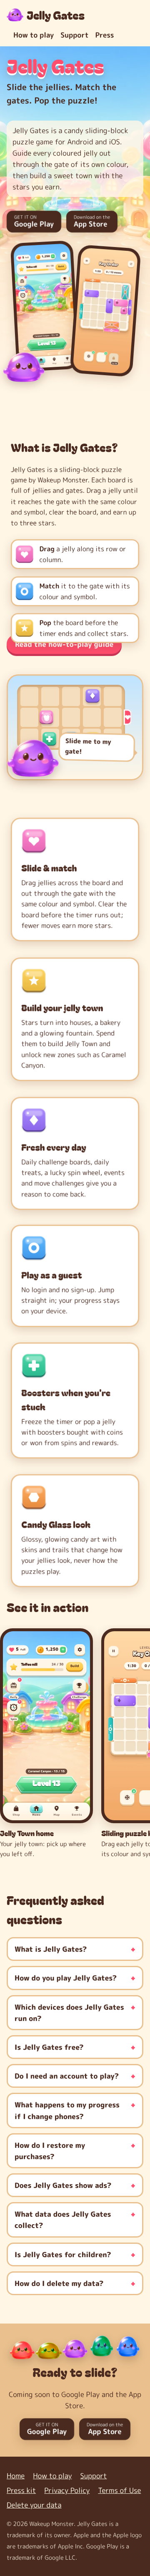 Jelly Gates
How to play Support Press
Jelly Gates
Slide the jellies. Match the
gates. Pop the puzzle!
Jelly Gates is a candy sliding-block
puzzle game for Android and iOS.
Guide every coloured jelly out
through the gate of its own colour,
then build a sweet town with the
stars you earn.
GET IT ON
Google Play
Download on the
App Store
Level 12
What is Jelly Gates?
Jelly Gates is a sliding-block puzzle
game by Wakeup Monster. Each board is
full of jellies and gates. Drag a jelly until
it reaches the gate with the same colour
and symbol, clear the board, and earn up
to three stars.
Drag a jelly along its row or
column.
Match it to the gate with its
colour and symbol.
Pop the board before the
timer ends and collect stars.
Read the how-to-play guide
Slide me to my
gate!
Slide & match
Drag jellies across the board and
out through the gate with the
same colour and symbol. Clear the
board before the timer runs out;
fewer moves earn more stars.
Build your jelly town
Stars turn into houses, a bakery
and a glowing fountain. Spend
them to build Jelly Town and
unlock new zones such as Caramel
Canyon.
Fresh every day
Daily challenge boards, daily
treats, a lucky spin wheel, events
and move challenges give you a
reason to come back.
Play as a guest
No login and no sign-up. Jump
straight in; your progress stays
on your device.
Boosters when you're
stuck
Freeze the timer or pop a jelly
with boosters bought with coins
or won from spins and rewards.
Candy Glass look
Glossy, glowing candy art with
skins and trails that change how
your jellies look, never how the
puzzles play.
See it in action
5
1,250
Build
Level 12
Jelly Town home
Your jelly town: pick up where
you left off.
Sliding puzzle
Drag each jelly to
its colour and sy
Frequently asked
questions
What is Jelly Gates? +
How do you play Jelly Gates? +
Which devices does Jelly Gates +
run on?
Is Jelly Gates free? +
Do I need an account to play? +
What happens to my progress +
if I change phones?
How do I restore my +
purchases?
Does Jelly Gates show ads? +
What data does Jelly Gates +
collect?
Is Jelly Gates for children? +
How do I delete my data? +
Ready to slide?
Coming soon to Google Play and the App
Store.
GET IT ON
Google Play
Download on the
App Store
Home How to play Support
Press kit Privacy Policy Terms of Use
Delete your data
© 2026 Wakeup Monster. Jelly Gates is a
trademark of its owner. Apple and the Apple logo
are trademarks of Apple Inc. Google Play is a
trademark of Google LLC.